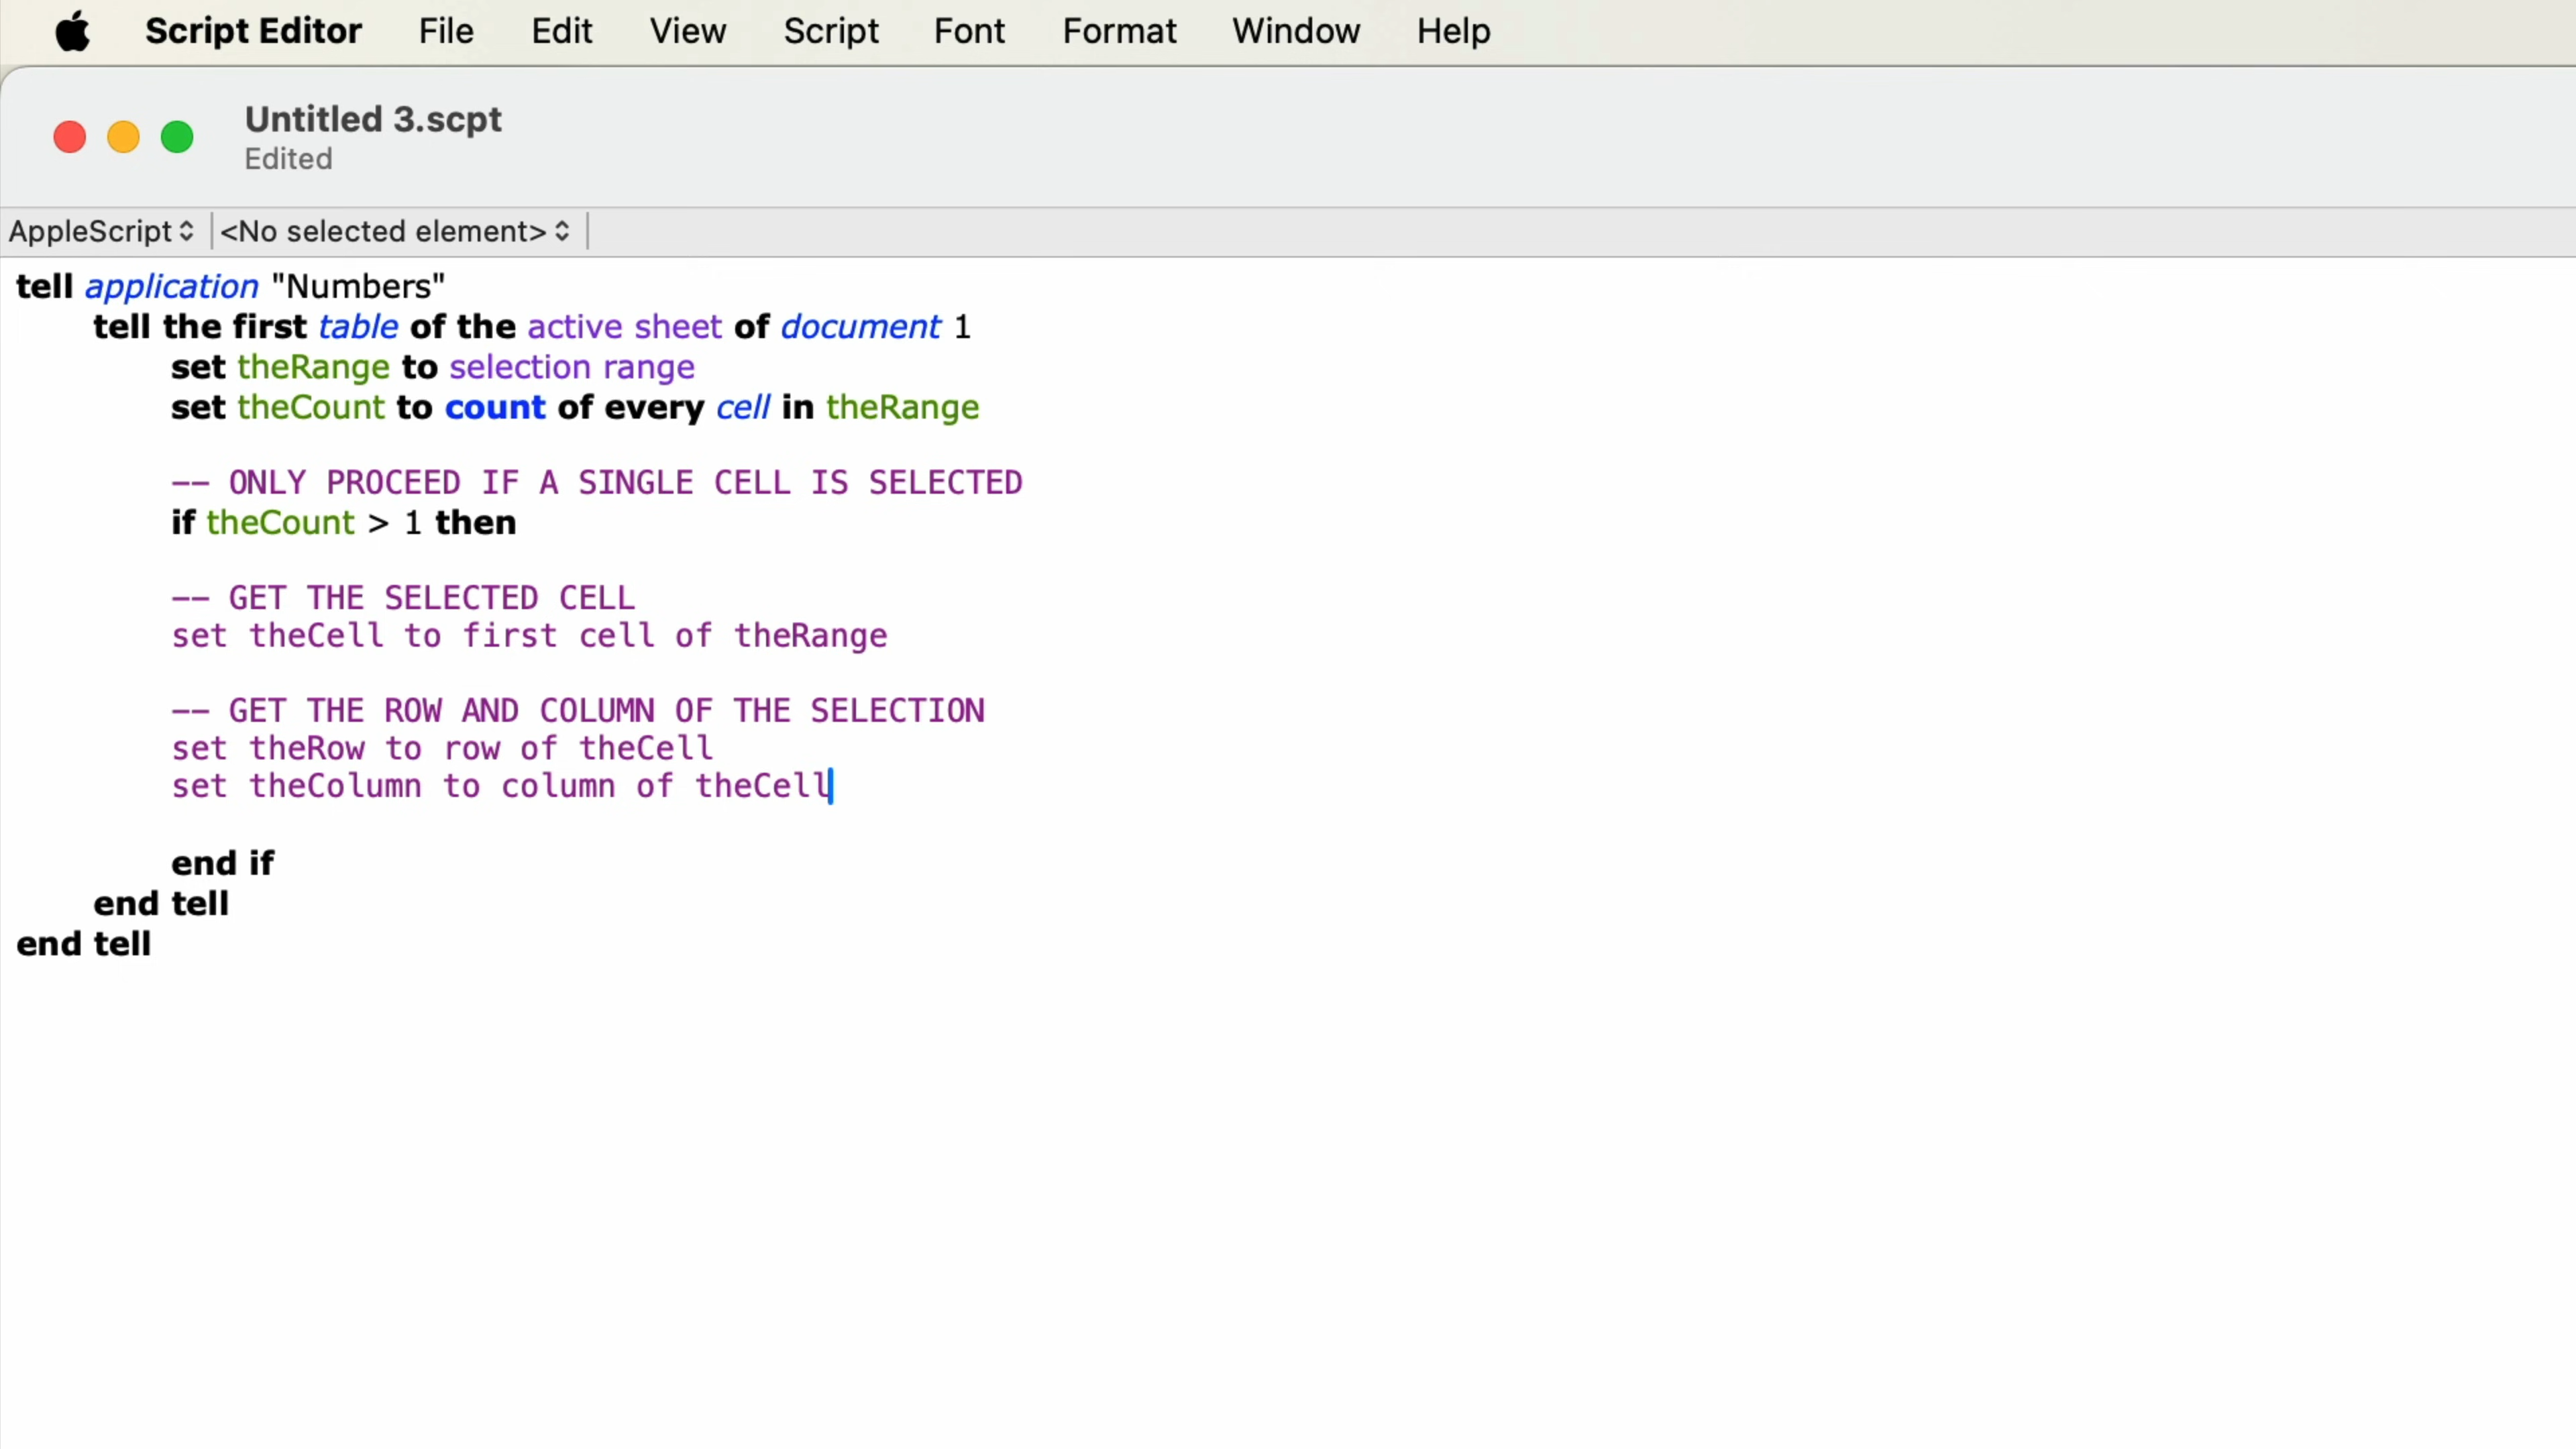 Script Editor File Edit View Script Font Format Window Help
Untitled 3.scpt
Edited
AppleScript <No selected element>
tell application "Numbers"
tell the first table of the active sheet of document 1
set theRange to selection range
set theCount to count of every cell in theRange
-- ONLY PROCEED IF A SINGLE CELL IS SELECTED
if theCount > 1 then
-- GET THE SELECTED CELL
set theCell to first cell of theRange
-- GET THE ROW AND COLUMN OF THE SELECTION
set theRow to row of theCell
set theColumn to column of theCell
end if
end tell
end tell